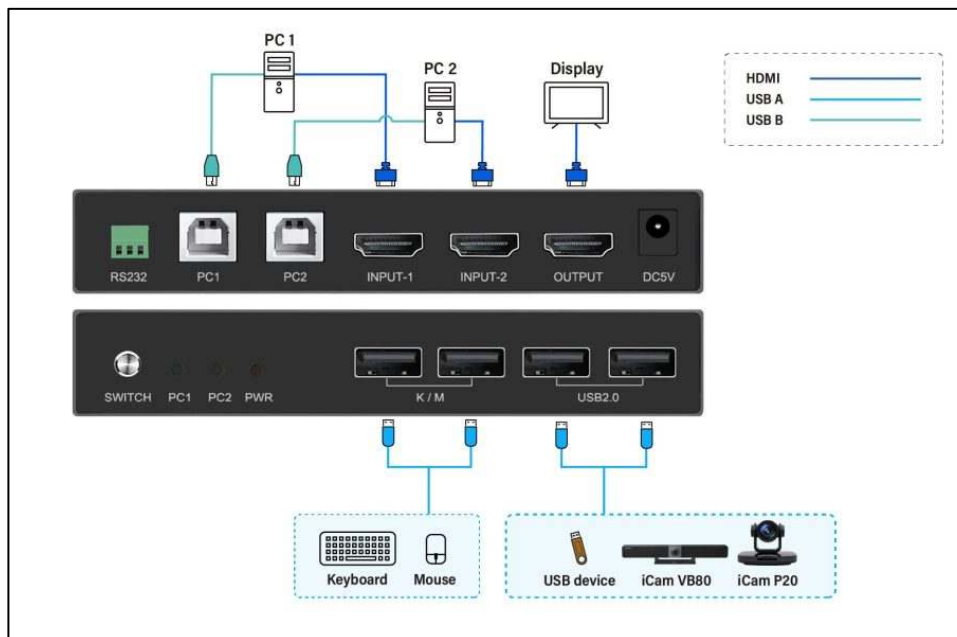 PC 1
PC 2
Display
HDMI
USB A
USB B
RS232 PC1 PC2 INPUT-1 INPUT-2 OUTPUT DC5V
SWITCH PC1 PC2 PWR K / M USB2.0
Keyboard Mouse
USB device iCam VB80 iCam P20